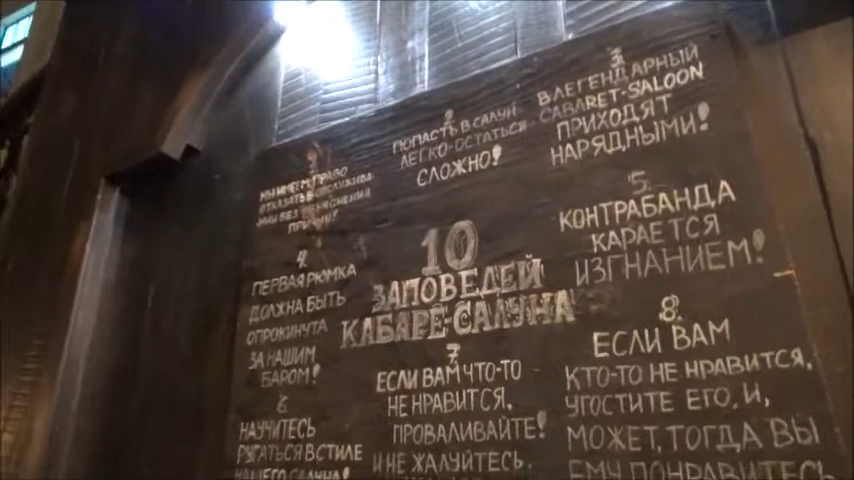 1.
МЫ ИМЕЕМ ПРАВО
ОТКАЗАТЬ В ОБСЛУЖИВА-
НИИ БЕЗ ОБЪЯСНЕНИЯ
ПРИЧИН!
2
ПОПАСТЬ В САЛУН
ЛЕГКО-ОСТАТЬСЯ
СЛОЖНО!
3
В ЛЕГЕНДАРНЫЙ
CABARET-SALOON
ПРИХОДЯТ
НАРЯДНЫМИ!
10
ЗАПОВЕДЕЙ
КАБАРЕ-САЛУНА
4.
ПЕРВАЯ РЮМКА
ДОЛЖНА БЫТЬ
ОПРОКИНУТА
ЗА НАШИМ
БАРОМ!
5
КОНТРАБАНДА
КАРАЕТСЯ
ИЗГНАНИЕМ!
6
НАУЧИТЕСЬ
РУГАТЬСЯ В СТИЛЕ
НАШЕГО САЛУНА!
7
ЕСЛИ ВАМ ЧТО-ТО
НЕ НРАВИТСЯ,
ПРОВАЛИВАЙТЕ!
И НЕ ЖАЛУЙТЕСЬ,
8.
ЕСЛИ ВАМ
КТО-ТО НЕ НРАВИТСЯ,
УГОСТИТЕ ЕГО, И,
МОЖЕТ, ТОГДА ВЫ
ЕМУ ПОНРАВИТЕСЬ